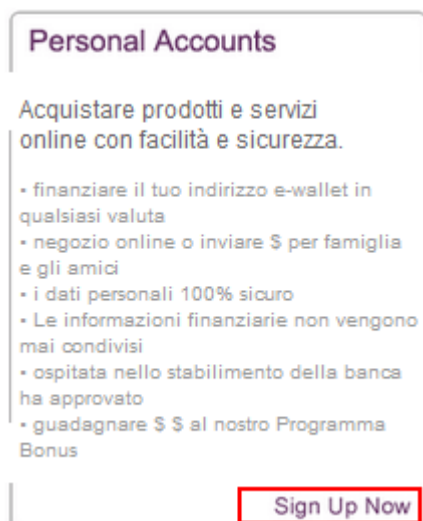 Personal Accounts
Acquistare prodotti e servizi
online con facilità e sicurezza.
• finanziare il tuo indirizzo e-wallet in
qualsiasi valuta
• negozio online o inviare $ per famiglia
e gli amici
• i dati personali 100% sicuro
• Le informazioni finanziarie non vengono
mai condivisi
• ospitata nello stabilimento della banca
ha approvato
• guadagnare $ $ al nostro Programma
Bonus
Sign Up Now